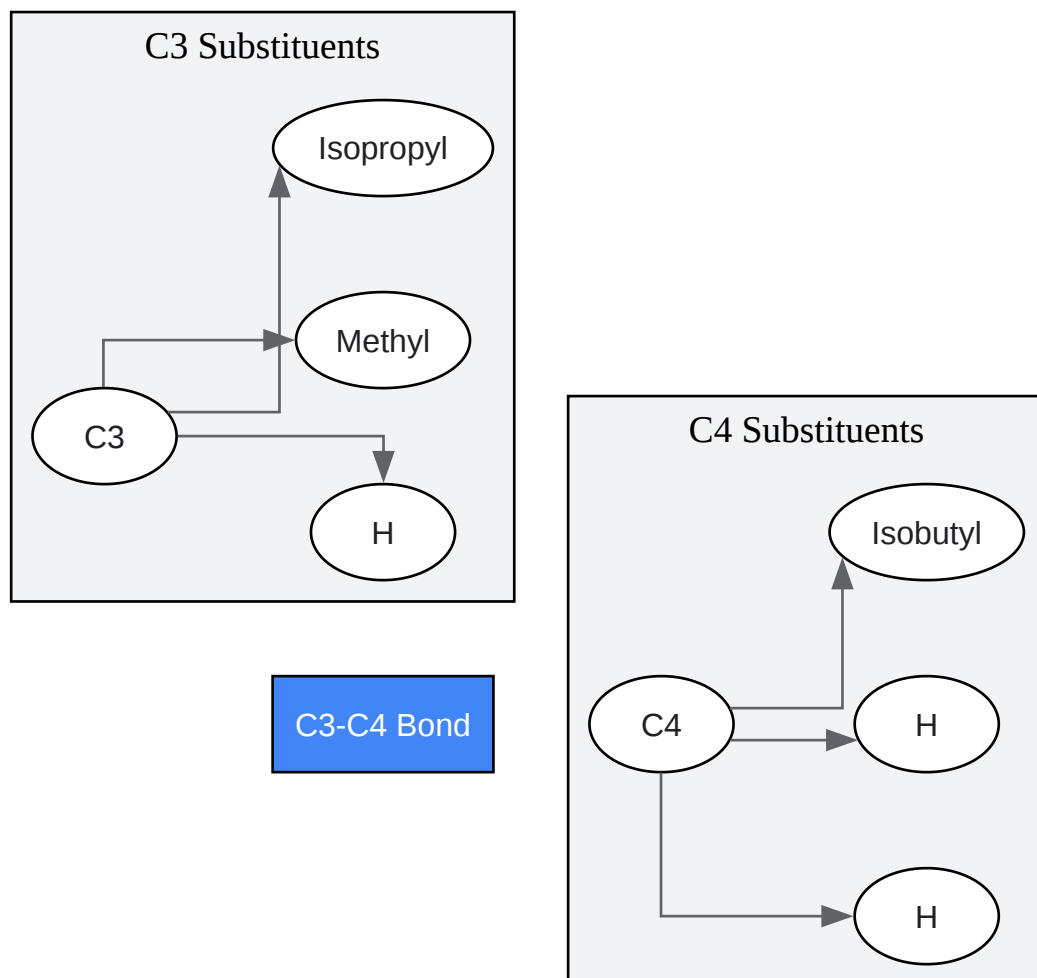 C3 Substituents
Isopropyl
Methyl
C3
H
C4 Substituents
Isobutyl
C3-C4 Bond
C4
H
H